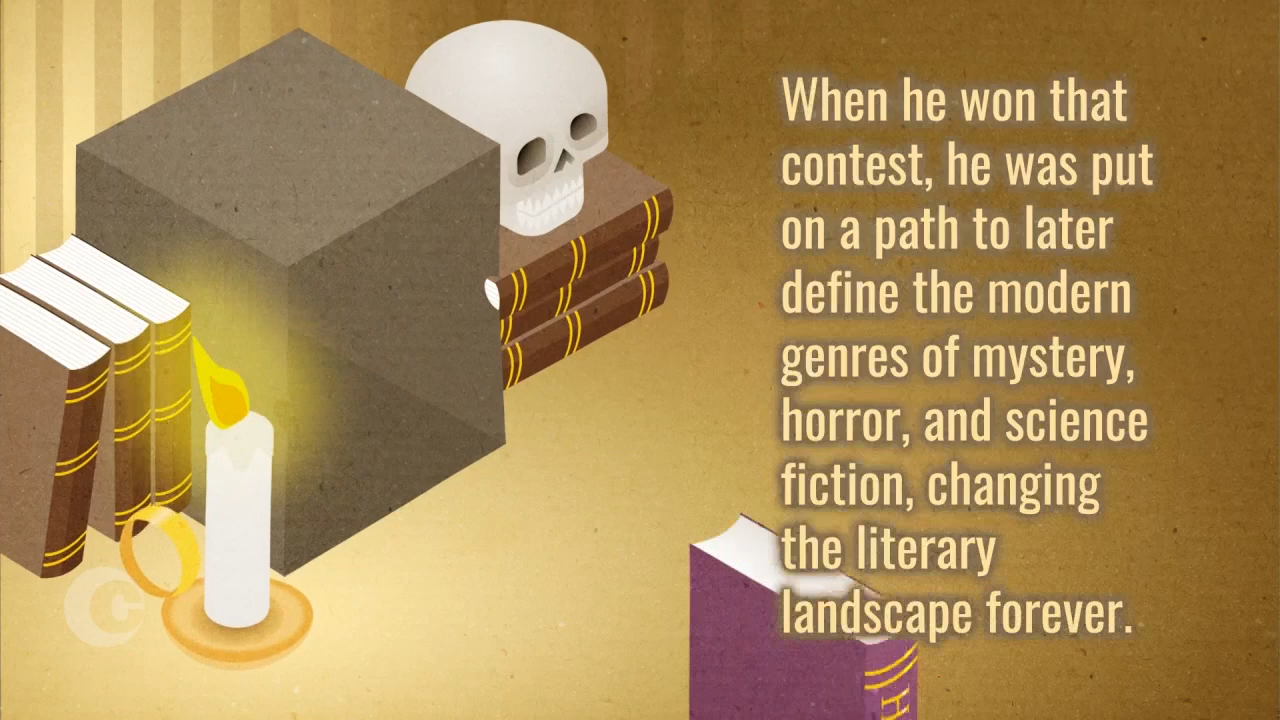 When he won that
contest, he was put
on a path to later
define the modern
genres of mystery,
horror, and science
fiction, changing
the literary
landscape forever.
H